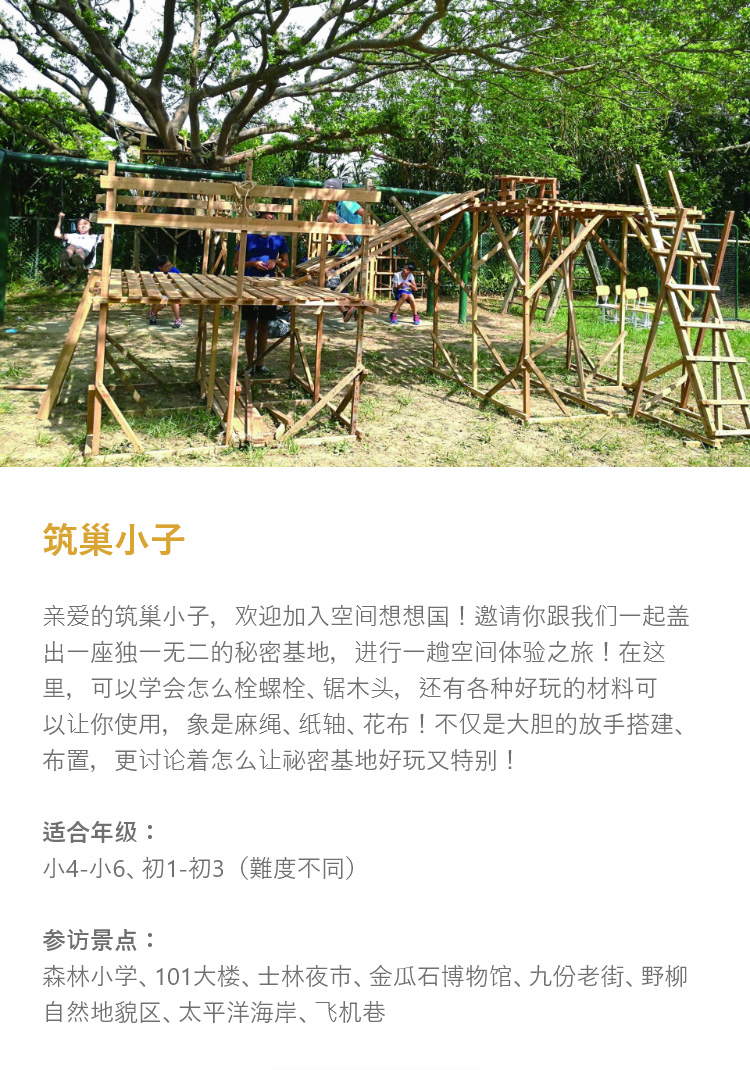 筑巢小子
亲爱的筑巢小子，欢迎加入空间想想国！邀请你跟我们一起盖
出一座独一无二的秘密基地，进行一趟空间体验之旅！在这
里，可以学会怎么栓螺栓、锯木头，还有各种好玩的材料可
以让你使用，象是麻绳、纸轴、花布！不仅是大胆的放手搭建、
布置，更讨论着怎么让祕密基地好玩又特别！
适合年级：
小4-小6、初1-初3（難度不同）
参访景点：
森林小学、101大楼、士林夜市、金瓜石博物馆、九份老街、野柳
自然地貌区、太平洋海岸、飞机巷